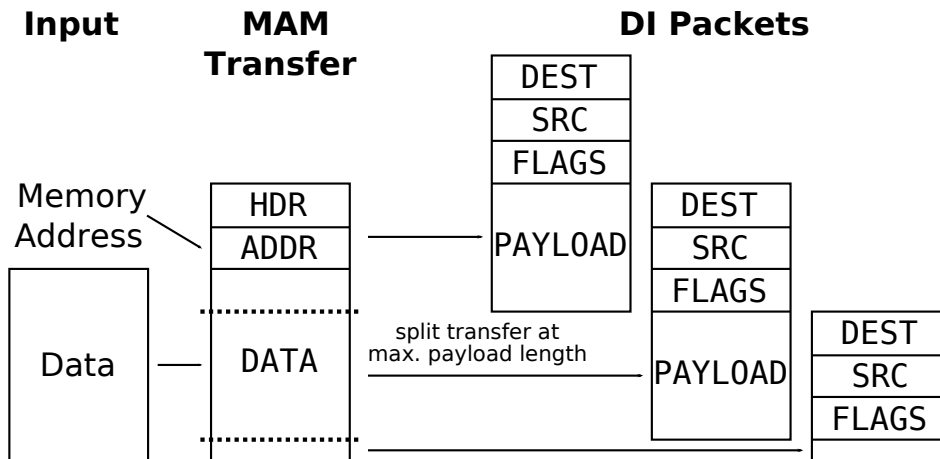 Input
MAM
Transfer
DI Packets
Memory
Address
Data
HDR
ADDR
DATA
split transfer at
max. payload length
DEST
SRC
FLAGS
PAYLOAD
DEST
SRC
FLAGS
PAYLOAD
DEST
SRC
FLAGS